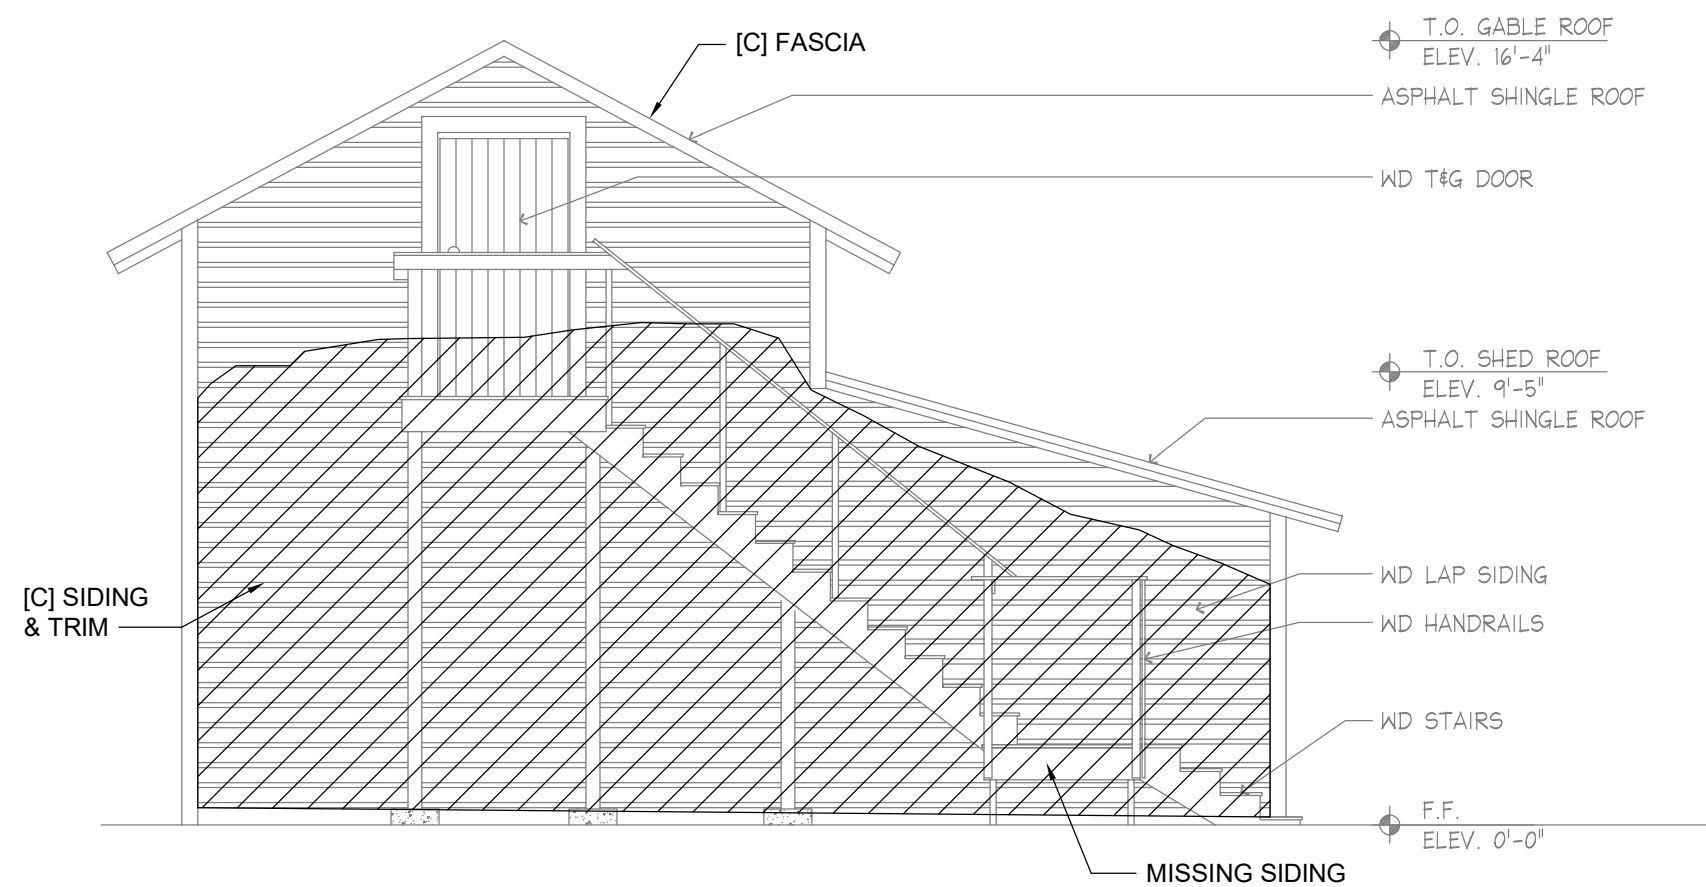 [C] FASCIA
T.O. GABLE ROOF
ELEV. 16'-4"
ASPHALT SHINGLE ROOF
WD T&G DOOR
T.O. SHED ROOF
ELEV. 9'-5"
ASPHALT SHINGLE ROOF
[C] SIDING
& TRIM
WD LAP SIDING
WD HANDRAILS
WD STAIRS
F.F.
ELEV. 0'-0"
MISSING SIDING